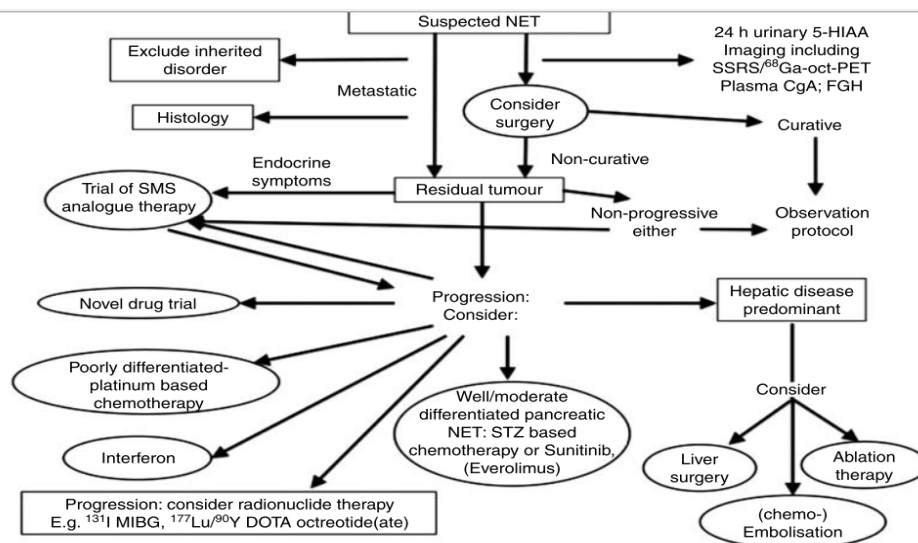 Suspected NET
Exclude inherited
disorder
24 h urinary 5-HIAA
Imaging including
SSRS/⁶⁸Ga-oct-PET
Plasma CgA; FGH
Metastatic
Histology
Consider
surgery
Curative
Non-curative
Endocrine
symptoms
Trial of SMS
analogue therapy
Residual tumour
Non-progressive
either
Observation
protocol
Novel drug trial
Progression:
Consider:
Hepatic disease
predominant
Poorly differentiated-
platinum based
chemotherapy
Well/moderate
differentiated pancreatic
NET: STZ based
chemotherapy or Sunitinib,
(Everolimus)
Consider
Interferon
Liver
surgery
Ablation
therapy
Progression: consider radionuclide therapy
E.g. ¹³¹I MIBG, ¹⁷⁷Lu/⁹⁰Y DOTA octreotide(ate)
(chemo-)
Embolisation